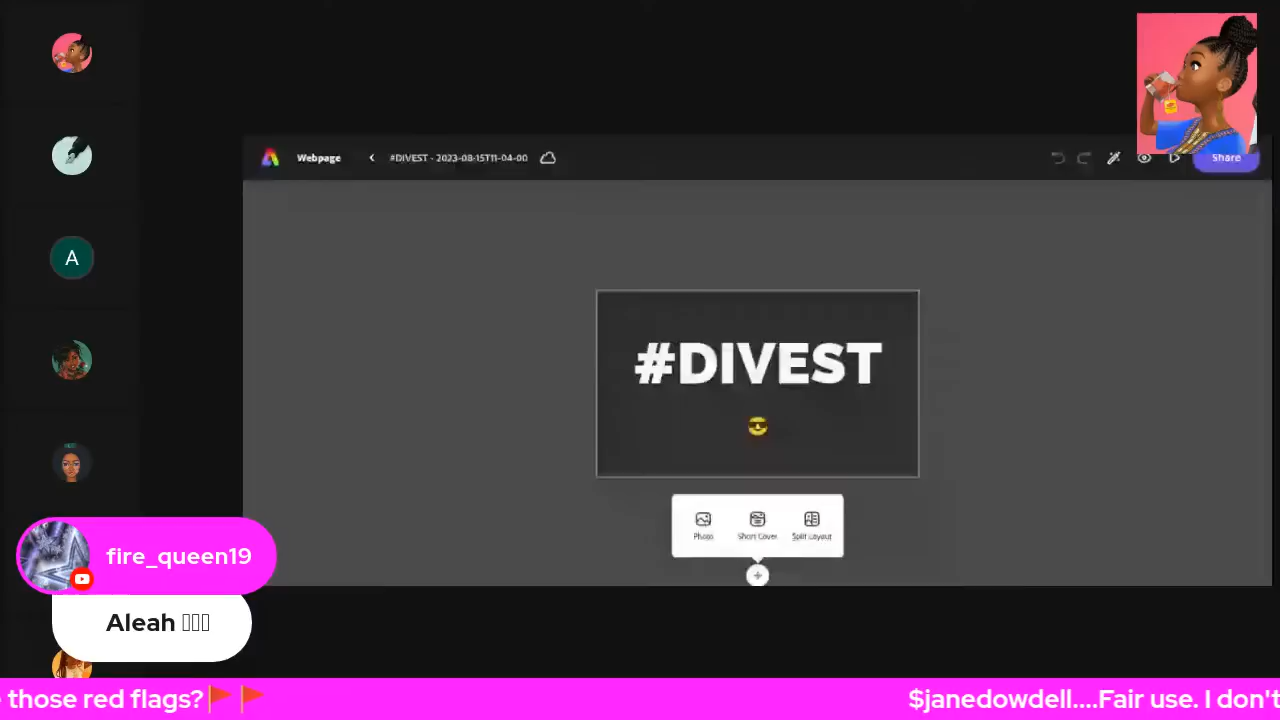 Webpage
#DIVEST - 2023-08-15T11-04-00
Share
#DIVEST
Photo
Short Cover
Split Layout
A
fire_queen19
Aleah
those red flags?🚩🚩
$janedowdell....Fair use. I don't